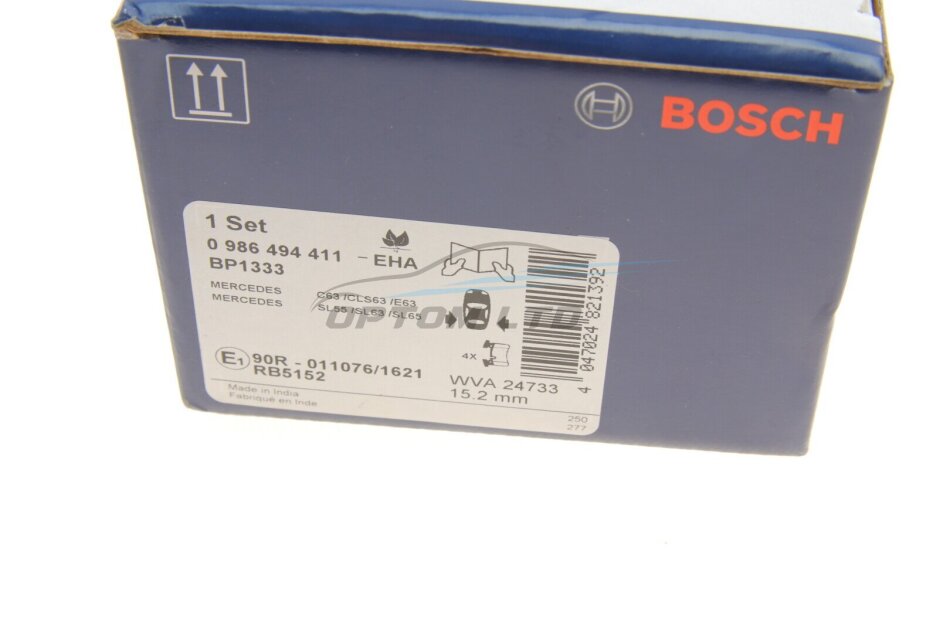 BOSCH
1 Set
0 986 494 411 - EHA
BP1333
MERCEDES C63 /CLS63 /E63
MERCEDES SL55 /SL63 /SL65
OPTOM LTD
4X
E1 90R - 011076/1621
RB5152
WVA 24733
15.2 mm
Made in India
Fabriqué en Inde
250
277
4 047024 821392